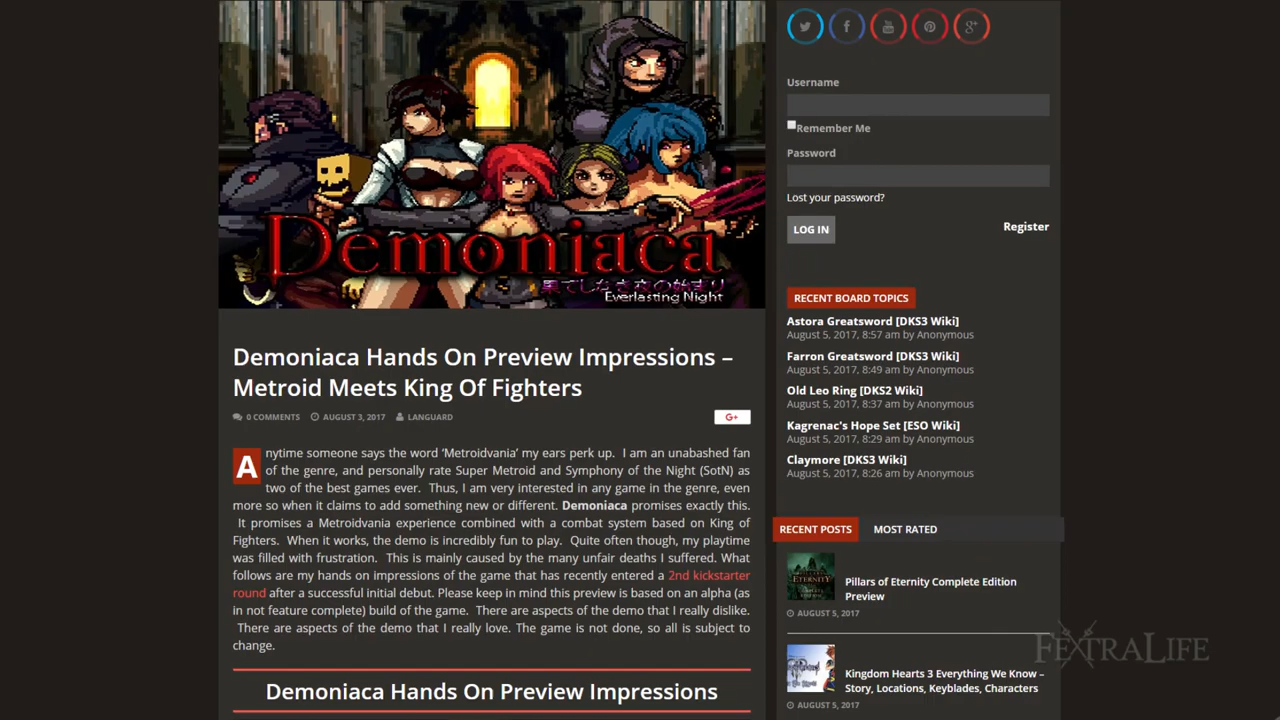 Demoniaca
果てしなき夜の始まり
Everlasting Night
Demoniaca Hands On Preview Impressions –
Metroid Meets King Of Fighters
0 COMMENTS AUGUST 3, 2017 LANGUARD
G+
Anytime someone says the word ‘Metroidvania’ my ears perk up. I am an unabashed fan
of the genre, and personally rate Super Metroid and Symphony of the Night (SotN) as
two of the best games ever. Thus, I am very interested in any game in the genre, even
more so when it claims to add something new or different. Demoniaca promises exactly this.
It promises a Metroidvania experience combined with a combat system based on King of
Fighters. When it works, the demo is incredibly fun to play. Quite often though, my playtime
was filled with frustration. This is mainly caused by the many unfair deaths I suffered. What
follows are my hands on impressions of the game that has recently entered a 2nd kickstarter
round after a successful initial debut. Please keep in mind this preview is based on an alpha (as
in not feature complete) build of the game. There are aspects of the demo that I really dislike.
There are aspects of the demo that I really love. The game is not done, so all is subject to
change.
Demoniaca Hands On Preview Impressions
Username
Remember Me
Password
Lost your password?
LOG IN
Register
RECENT BOARD TOPICS
Astora Greatsword [DKS3 Wiki]
August 5, 2017, 8:57 am by Anonymous
Farron Greatsword [DKS3 Wiki]
August 5, 2017, 8:49 am by Anonymous
Old Leo Ring [DKS2 Wiki]
August 5, 2017, 8:37 am by Anonymous
Kagrenac's Hope Set [ESO Wiki]
August 5, 2017, 8:29 am by Anonymous
Claymore [DKS3 Wiki]
August 5, 2017, 8:26 am by Anonymous
RECENT POSTS MOST RATED
ETERNITY
Pillars of Eternity Complete Edition
Preview
AUGUST 5, 2017
Kingdom Hearts 3 Everything We Know –
Story, Locations, Keyblades, Characters
AUGUST 5, 2017
FEXTRALIFE